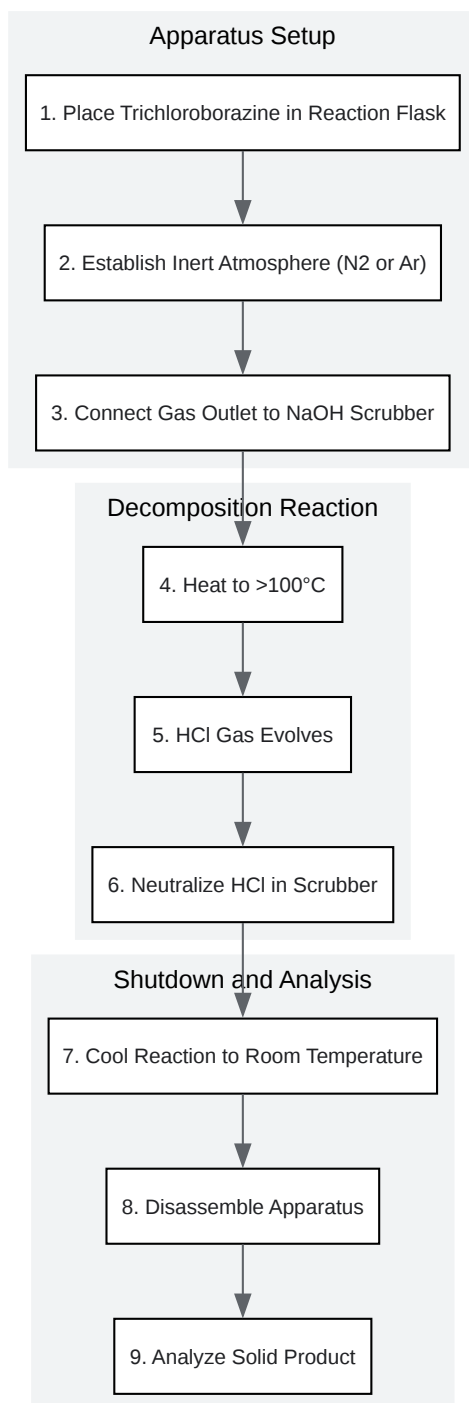 Apparatus Setup
1. Place Trichloroborazine in Reaction Flask
2. Establish Inert Atmosphere (N2 or Ar)
3. Connect Gas Outlet to NaOH Scrubber
Decomposition Reaction
4. Heat to >100°C
5. HCl Gas Evolves
6. Neutralize HCl in Scrubber
Shutdown and Analysis
7. Cool Reaction to Room Temperature
8. Disassemble Apparatus
9. Analyze Solid Product